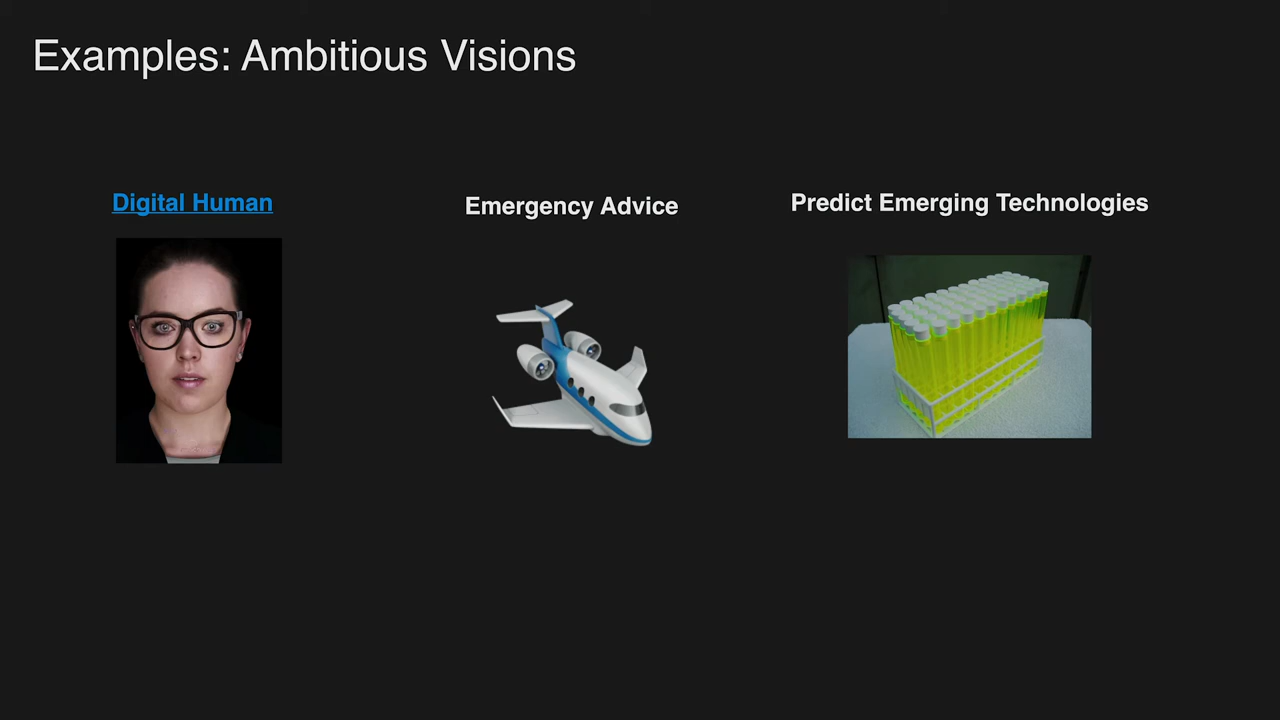 Examples: Ambitious Visions
Digital Human
Emergency Advice
Predict Emerging Technologies